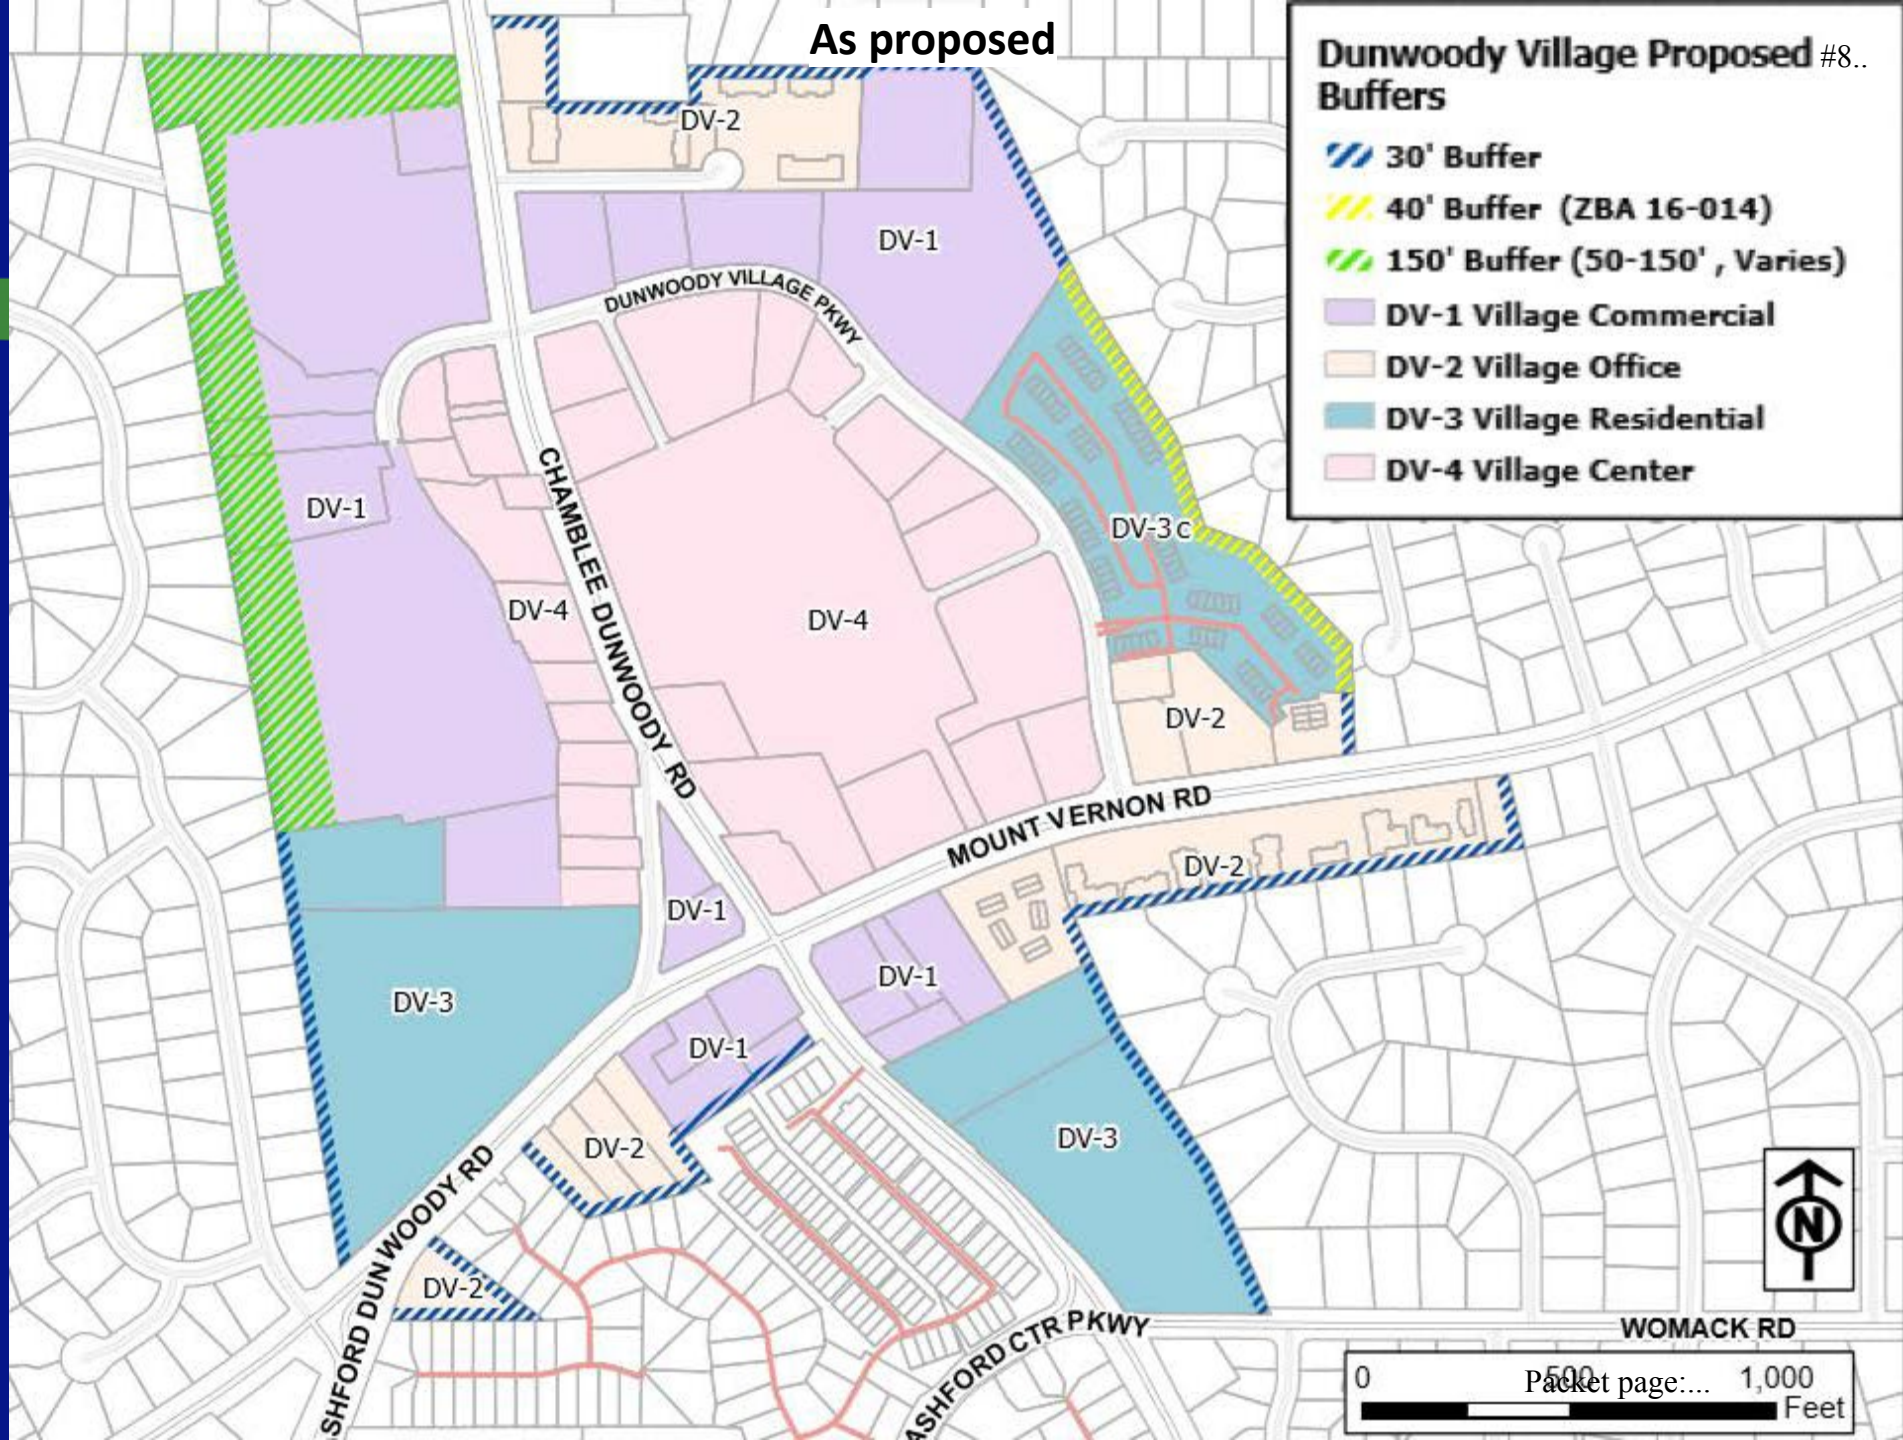 As proposed
Dunwoody Village Proposed #8..
Buffers
30' Buffer
40' Buffer (ZBA 16-014)
150' Buffer (50-150' , Varies)
DV-1 Village Commercial
DV-2 Village Office
DV-3 Village Residential
DV-4 Village Center
DV-2
DV-1
DUNWOODY VILLAGE PKWY
DV-1
CHAMBLEE DUNWOODY RD
DV-3 c
DV-4
DV-4
DV-2
MOUNT VERNON RD
DV-2
DV-1
DV-1
DV-3
DV-1
DV-2
DV-3
DV-2
ASHFORD CTR PKWY
WOMACK RD
N
0 500 1,000
Packet page:...
Feet